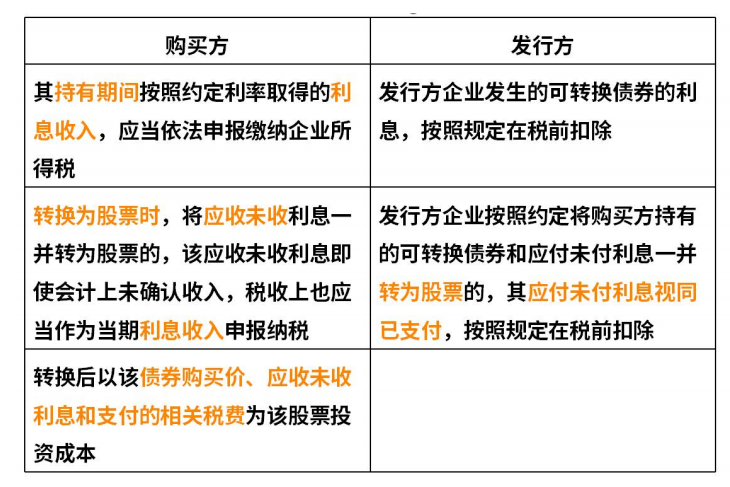 购买方
发行方
其持有期间按照约定利率取得的利
息收入，应当依法申报缴纳企业所
得税
发行方企业发生的可转换债券的利
息，按照规定在税前扣除
转换为股票时，将应收未收利息一
并转为股票的，该应收未收利息即
使会计上未确认收入，税收上也应
当作为当期利息收入申报纳税
发行方企业按照约定将购买方持有
的可转换债券和应付未付利息一并
转为股票的，其应付未付利息视同
已支付，按照规定在税前扣除
转换后以该债券购买价、应收未收
利息和支付的相关税费为该股票投
资成本